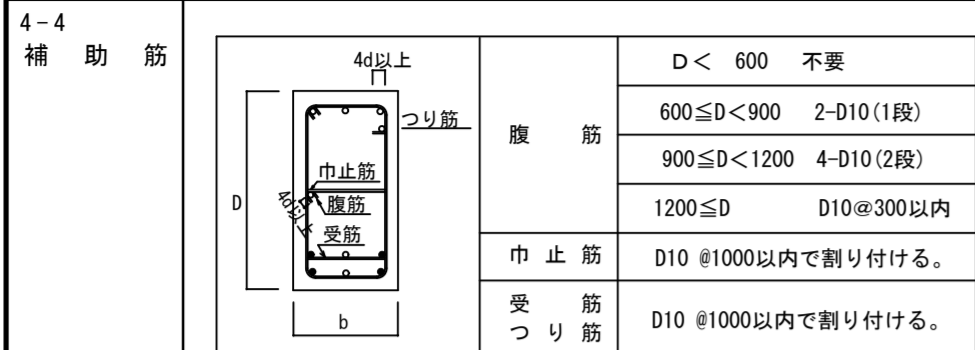 4-4
補 助 筋
4d以上
つり筋
巾止筋
腹筋
4d以上
受筋
D
b
腹 筋
D< 600 不要
600≦D<900 2-D10(1段)
900≦D<1200 4-D10(2段)
1200≦D D10@300以内
巾 止 筋
D10 @1000以内で割り付ける。
受 筋
つ り 筋
D10 @1000以内で割り付ける。